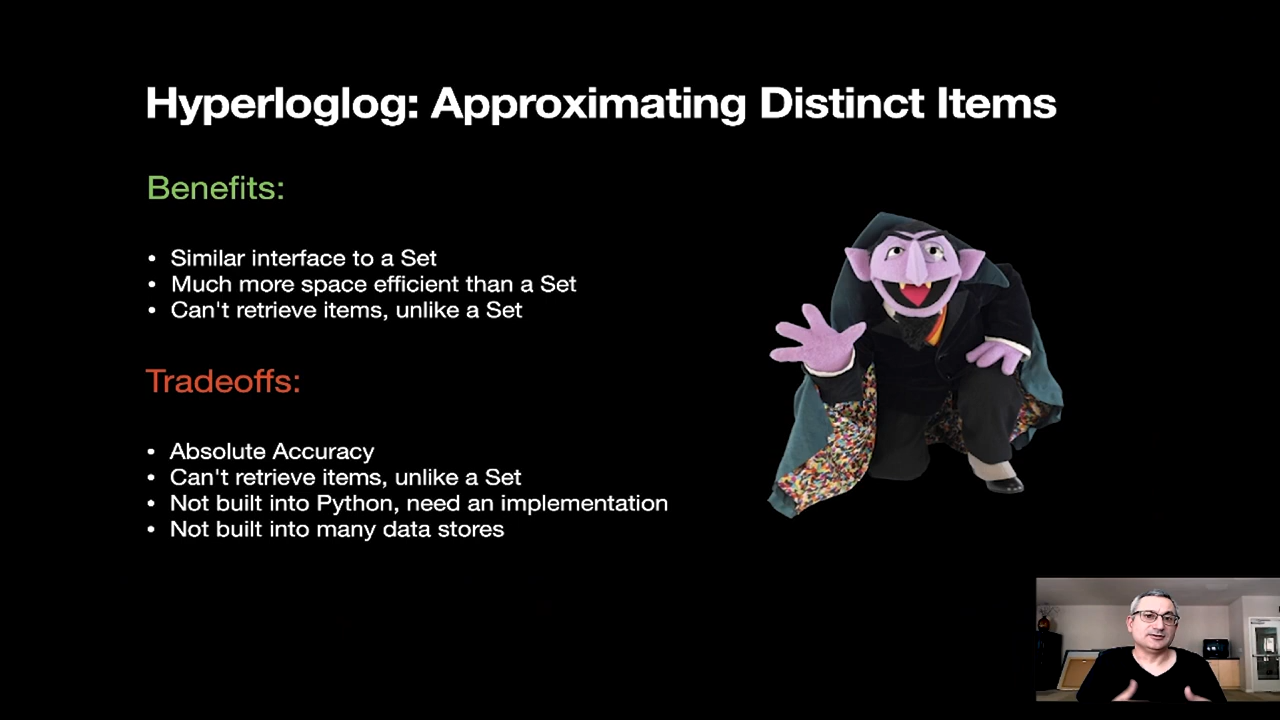 Hyperloglog: Approximating Distinct Items
Benefits:
• Similar interface to a Set
• Much more space efficient than a Set
• Can't retrieve items, unlike a Set
Tradeoffs:
• Absolute Accuracy
• Can't retrieve items, unlike a Set
• Not built into Python, need an implementation
• Not built into many data stores